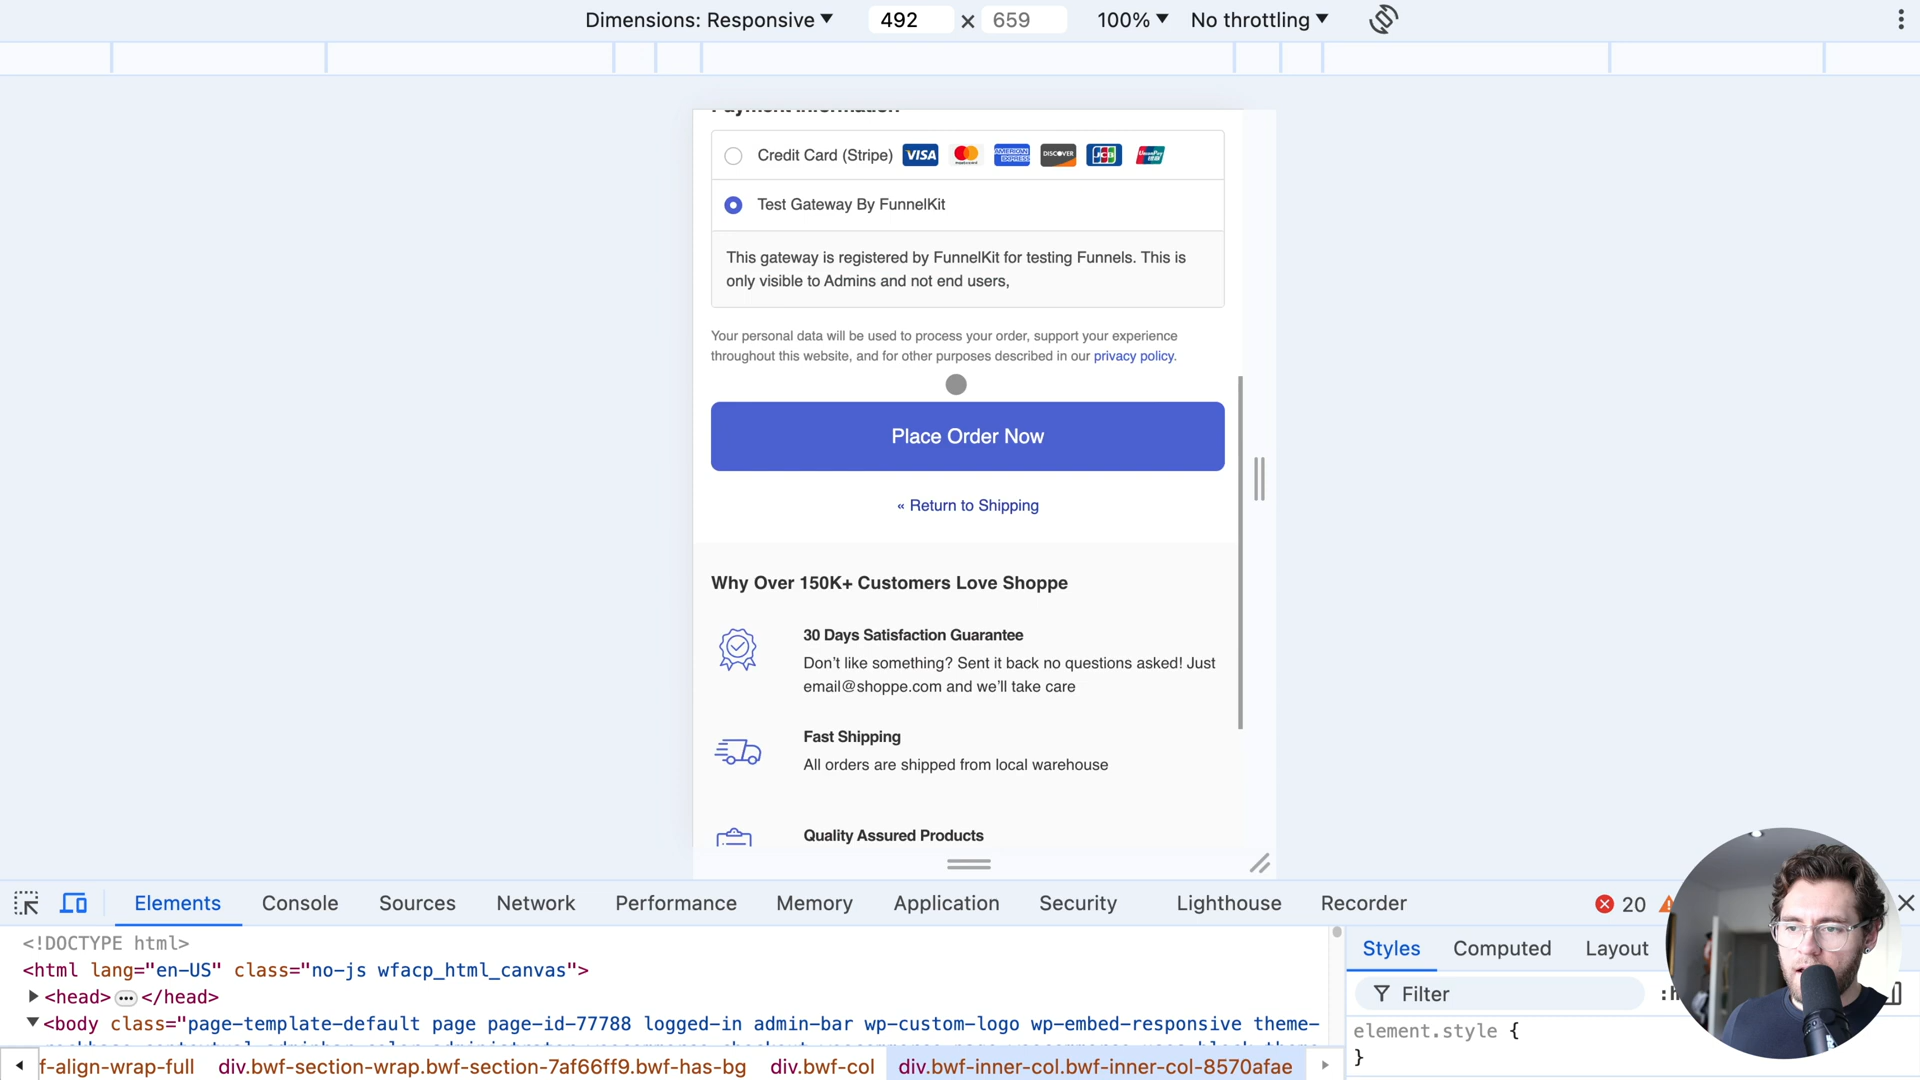 Dimensions: Responsive ▼ 492 × 659 100% ▼ No throttling ▼
Payment Information
Credit Card (Stripe) VISA mastercard AMERICAN EXPRESS DISCOVER JCB UnionPay
Test Gateway By FunnelKit
This gateway is registered by FunnelKit for testing Funnels. This is
only visible to Admins and not end users,
Your personal data will be used to process your order, support your experience
throughout this website, and for other purposes described in our privacy policy.
Place Order Now
« Return to Shipping
Why Over 150K+ Customers Love Shoppe
30 Days Satisfaction Guarantee
Don’t like something? Sent it back no questions asked! Just
email@shoppe.com and we’ll take care
Fast Shipping
All orders are shipped from local warehouse
Quality Assured Products
Elements Console Sources Network Performance Memory Application Security Lighthouse Recorder 20
<!DOCTYPE html>
<html lang="en-US" class="no-js wfacp_html_canvas">
<head> ... </head>
<body class="page-template-default page page-id-77788 logged-in admin-bar wp-custom-logo wp-embed-responsive theme-
f-align-wrap-full div.bwf-section-wrap.bwf-section-7af66ff9.bwf-has-bg div.bwf-col div.bwf-inner-col.bwf-inner-col-8570afae
Styles Computed Layout
Filter
element.style {
}